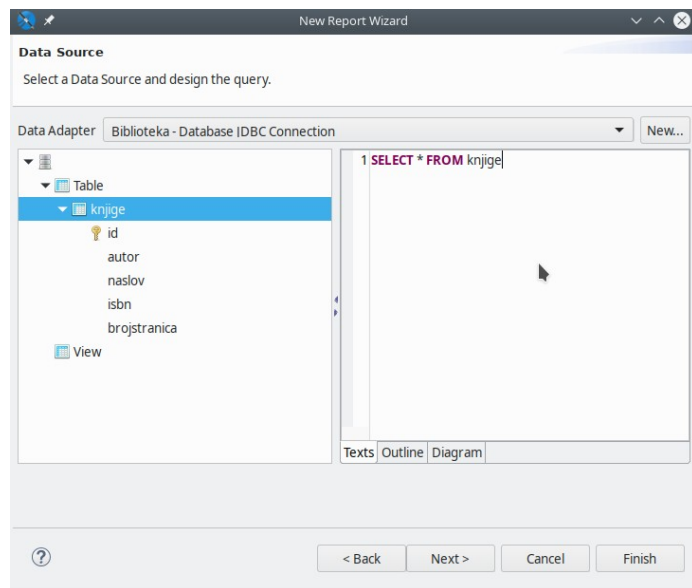 New Report Wizard
Data Source
Select a Data Source and design the query.
Data Adapter Biblioteka - Database JDBC Connection New...
Table
knjige
id
autor
naslov
isbn
brojstranica
View
1 SELECT * FROM knjige
Texts Outline Diagram
? < Back Next > Cancel Finish